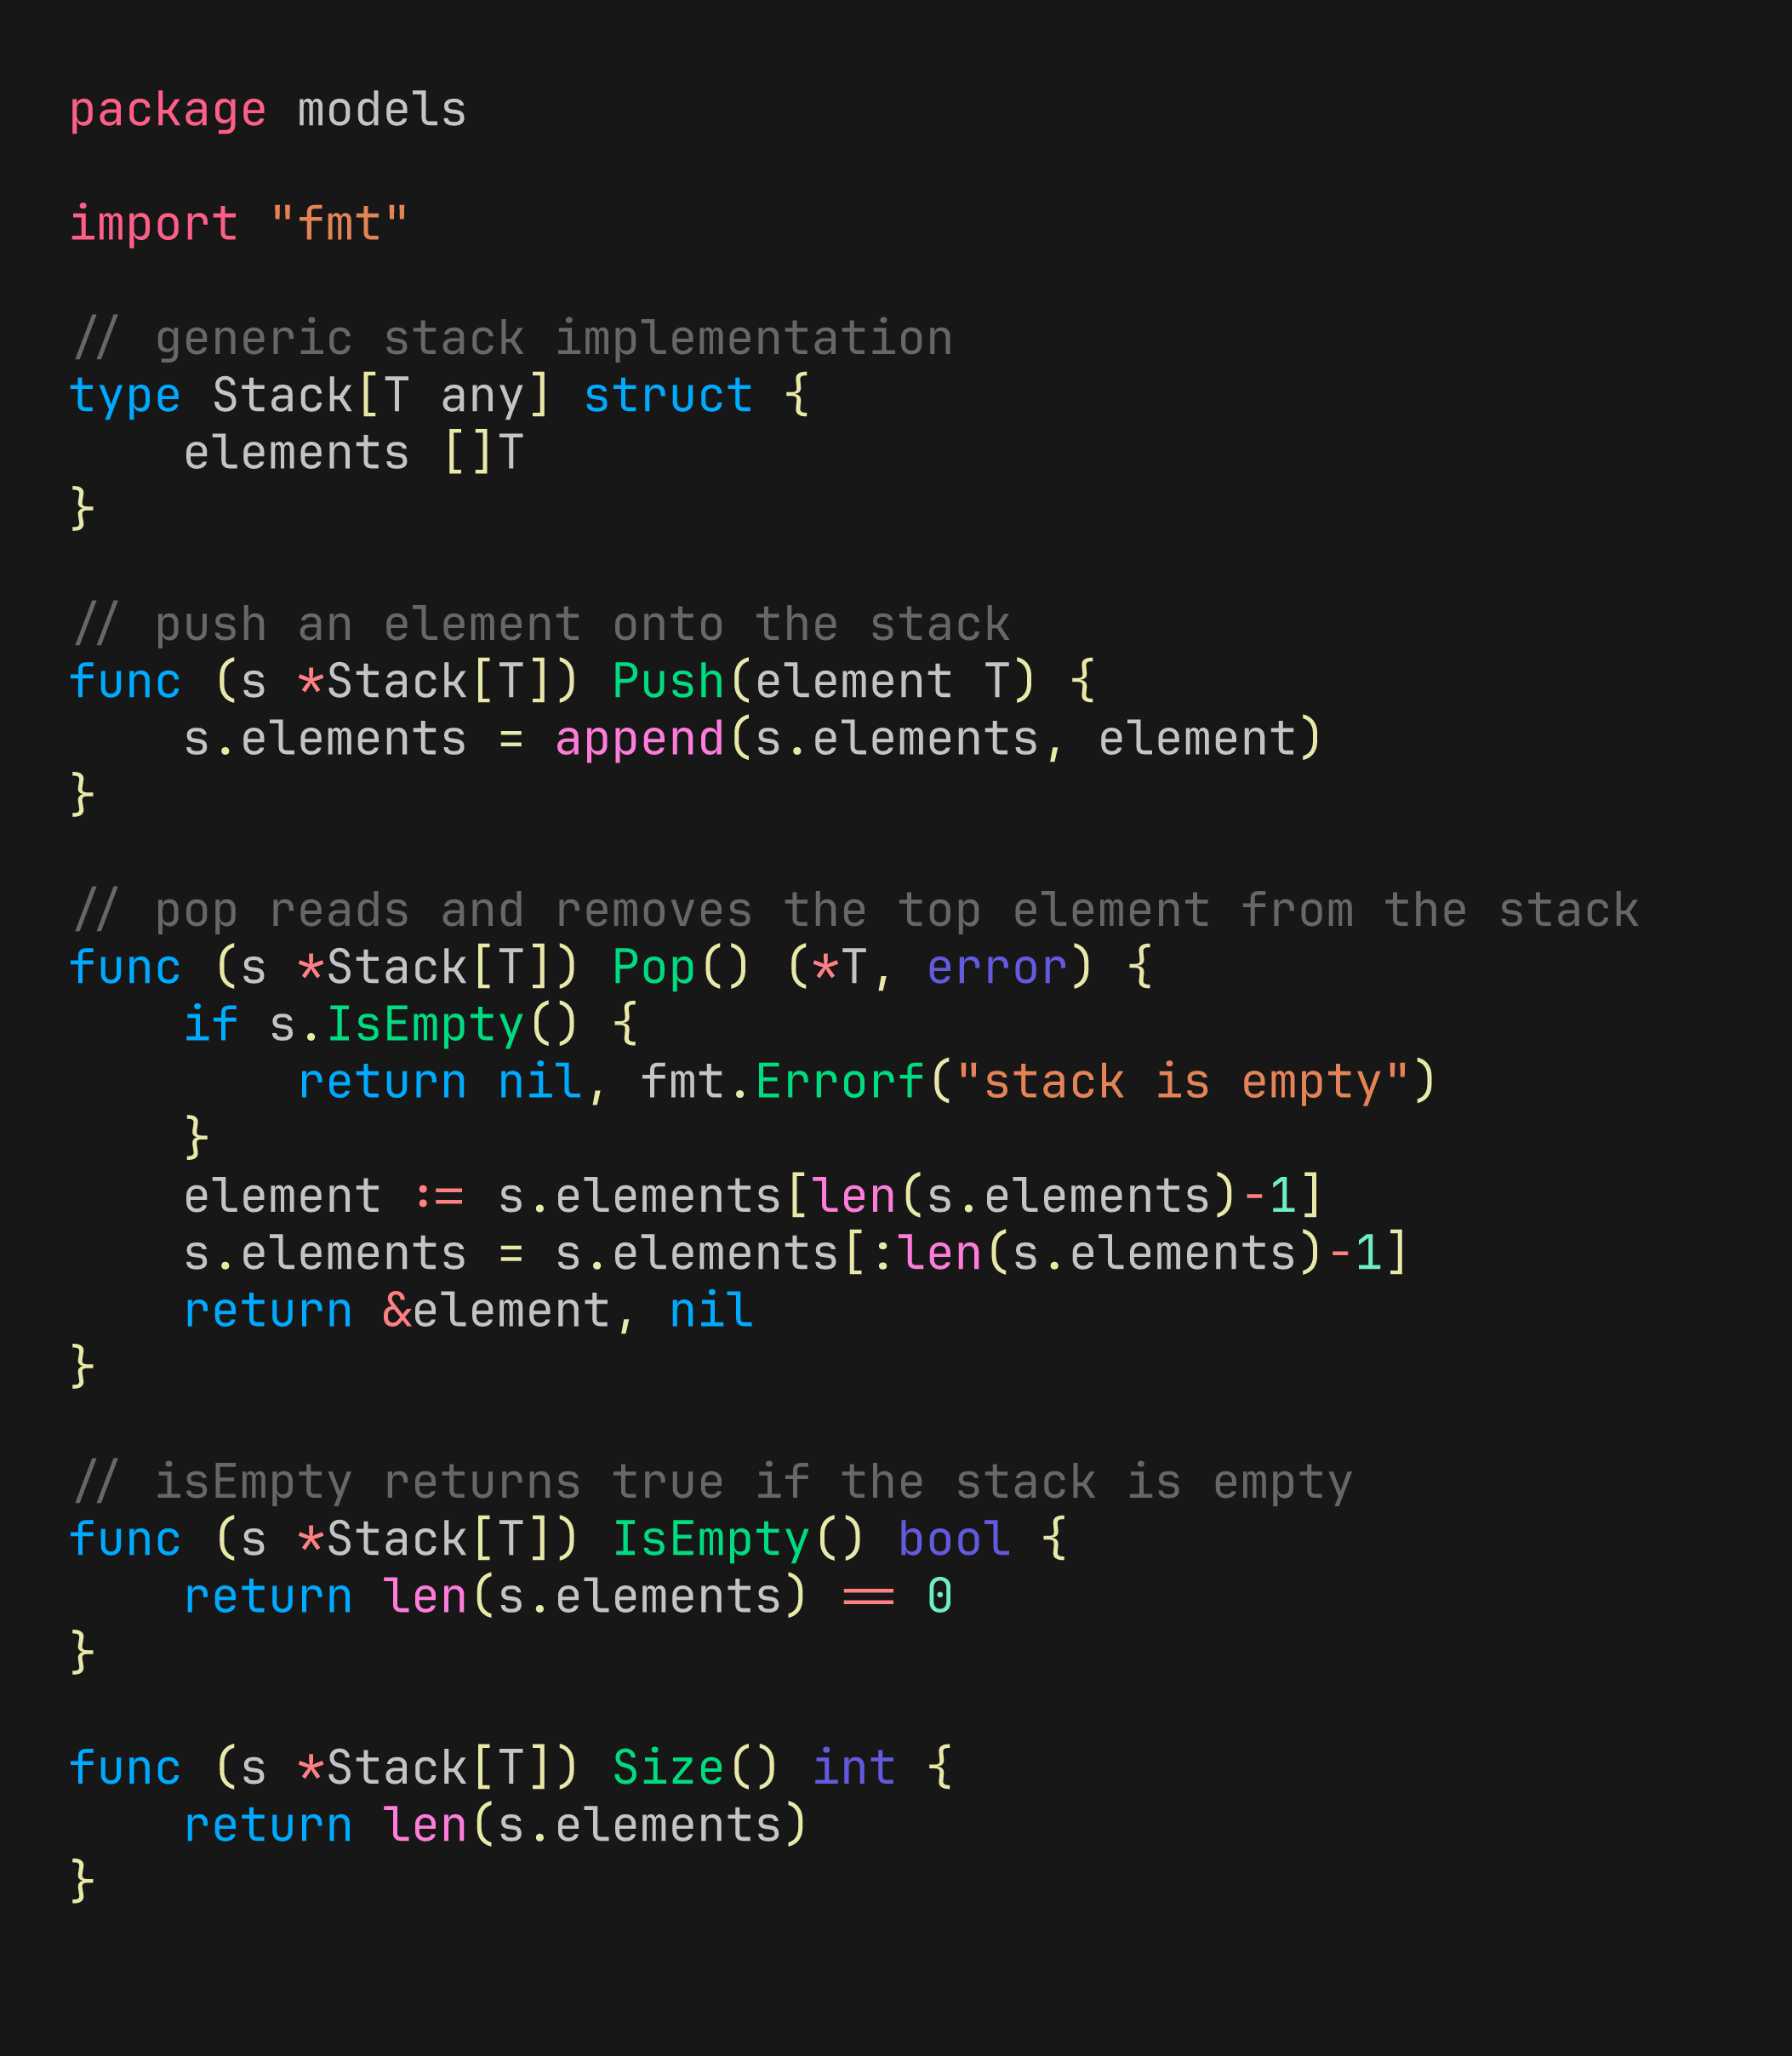 package models
import "fmt"
// generic stack implementation
type Stack[T any] struct {
    elements []T
}
// push an element onto the stack
func (s *Stack[T]) Push(element T) {
    s.elements = append(s.elements, element)
}
// pop reads and removes the top element from the stack
func (s *Stack[T]) Pop() (*T, error) {
    if s.IsEmpty() {
        return nil, fmt.Errorf("stack is empty")
    }
    element := s.elements[len(s.elements)-1]
    s.elements = s.elements[:len(s.elements)-1]
    return &element, nil
}
// isEmpty returns true if the stack is empty
func (s *Stack[T]) IsEmpty() bool {
    return len(s.elements) == 0
}
func (s *Stack[T]) Size() int {
    return len(s.elements)
}